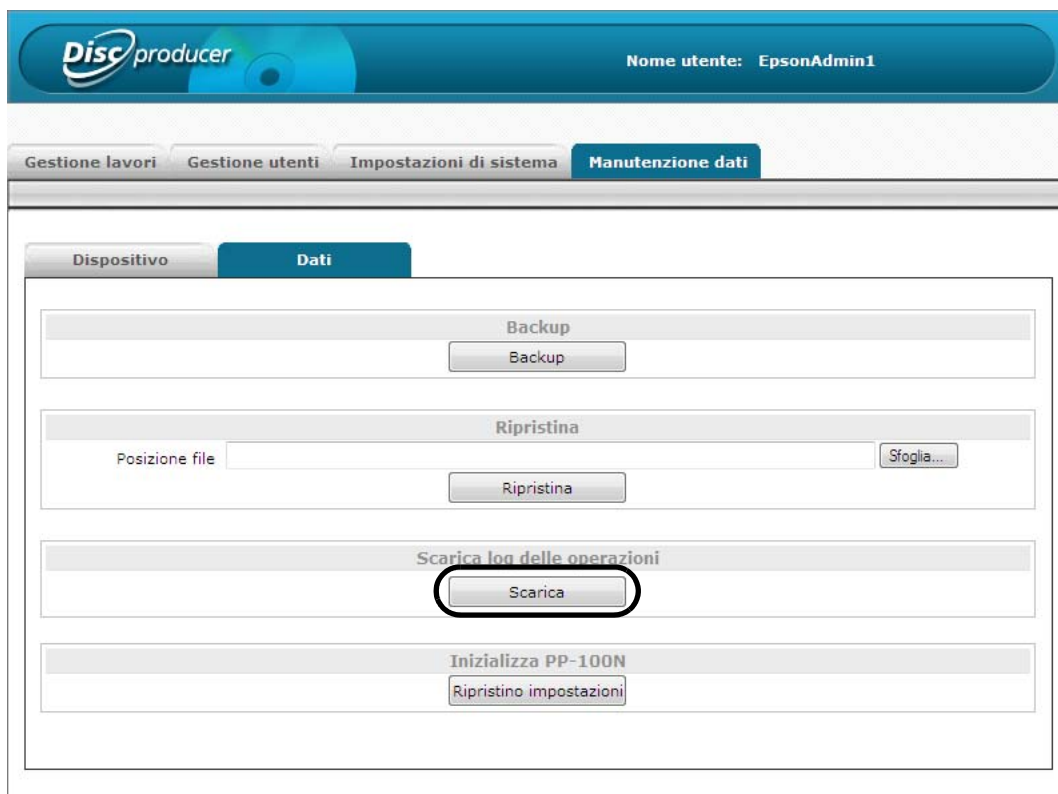 Disc producer
Nome utente: EpsonAdmin1
Gestione lavori Gestione utenti Impostazioni di sistema Manutenzione dati
Dispositivo Dati
Backup
Backup
Ripristina
Posizione file Sfoglia...
Ripristina
Scarica log delle operazioni
Scarica
Inizializza PP-100N
Ripristino impostazioni